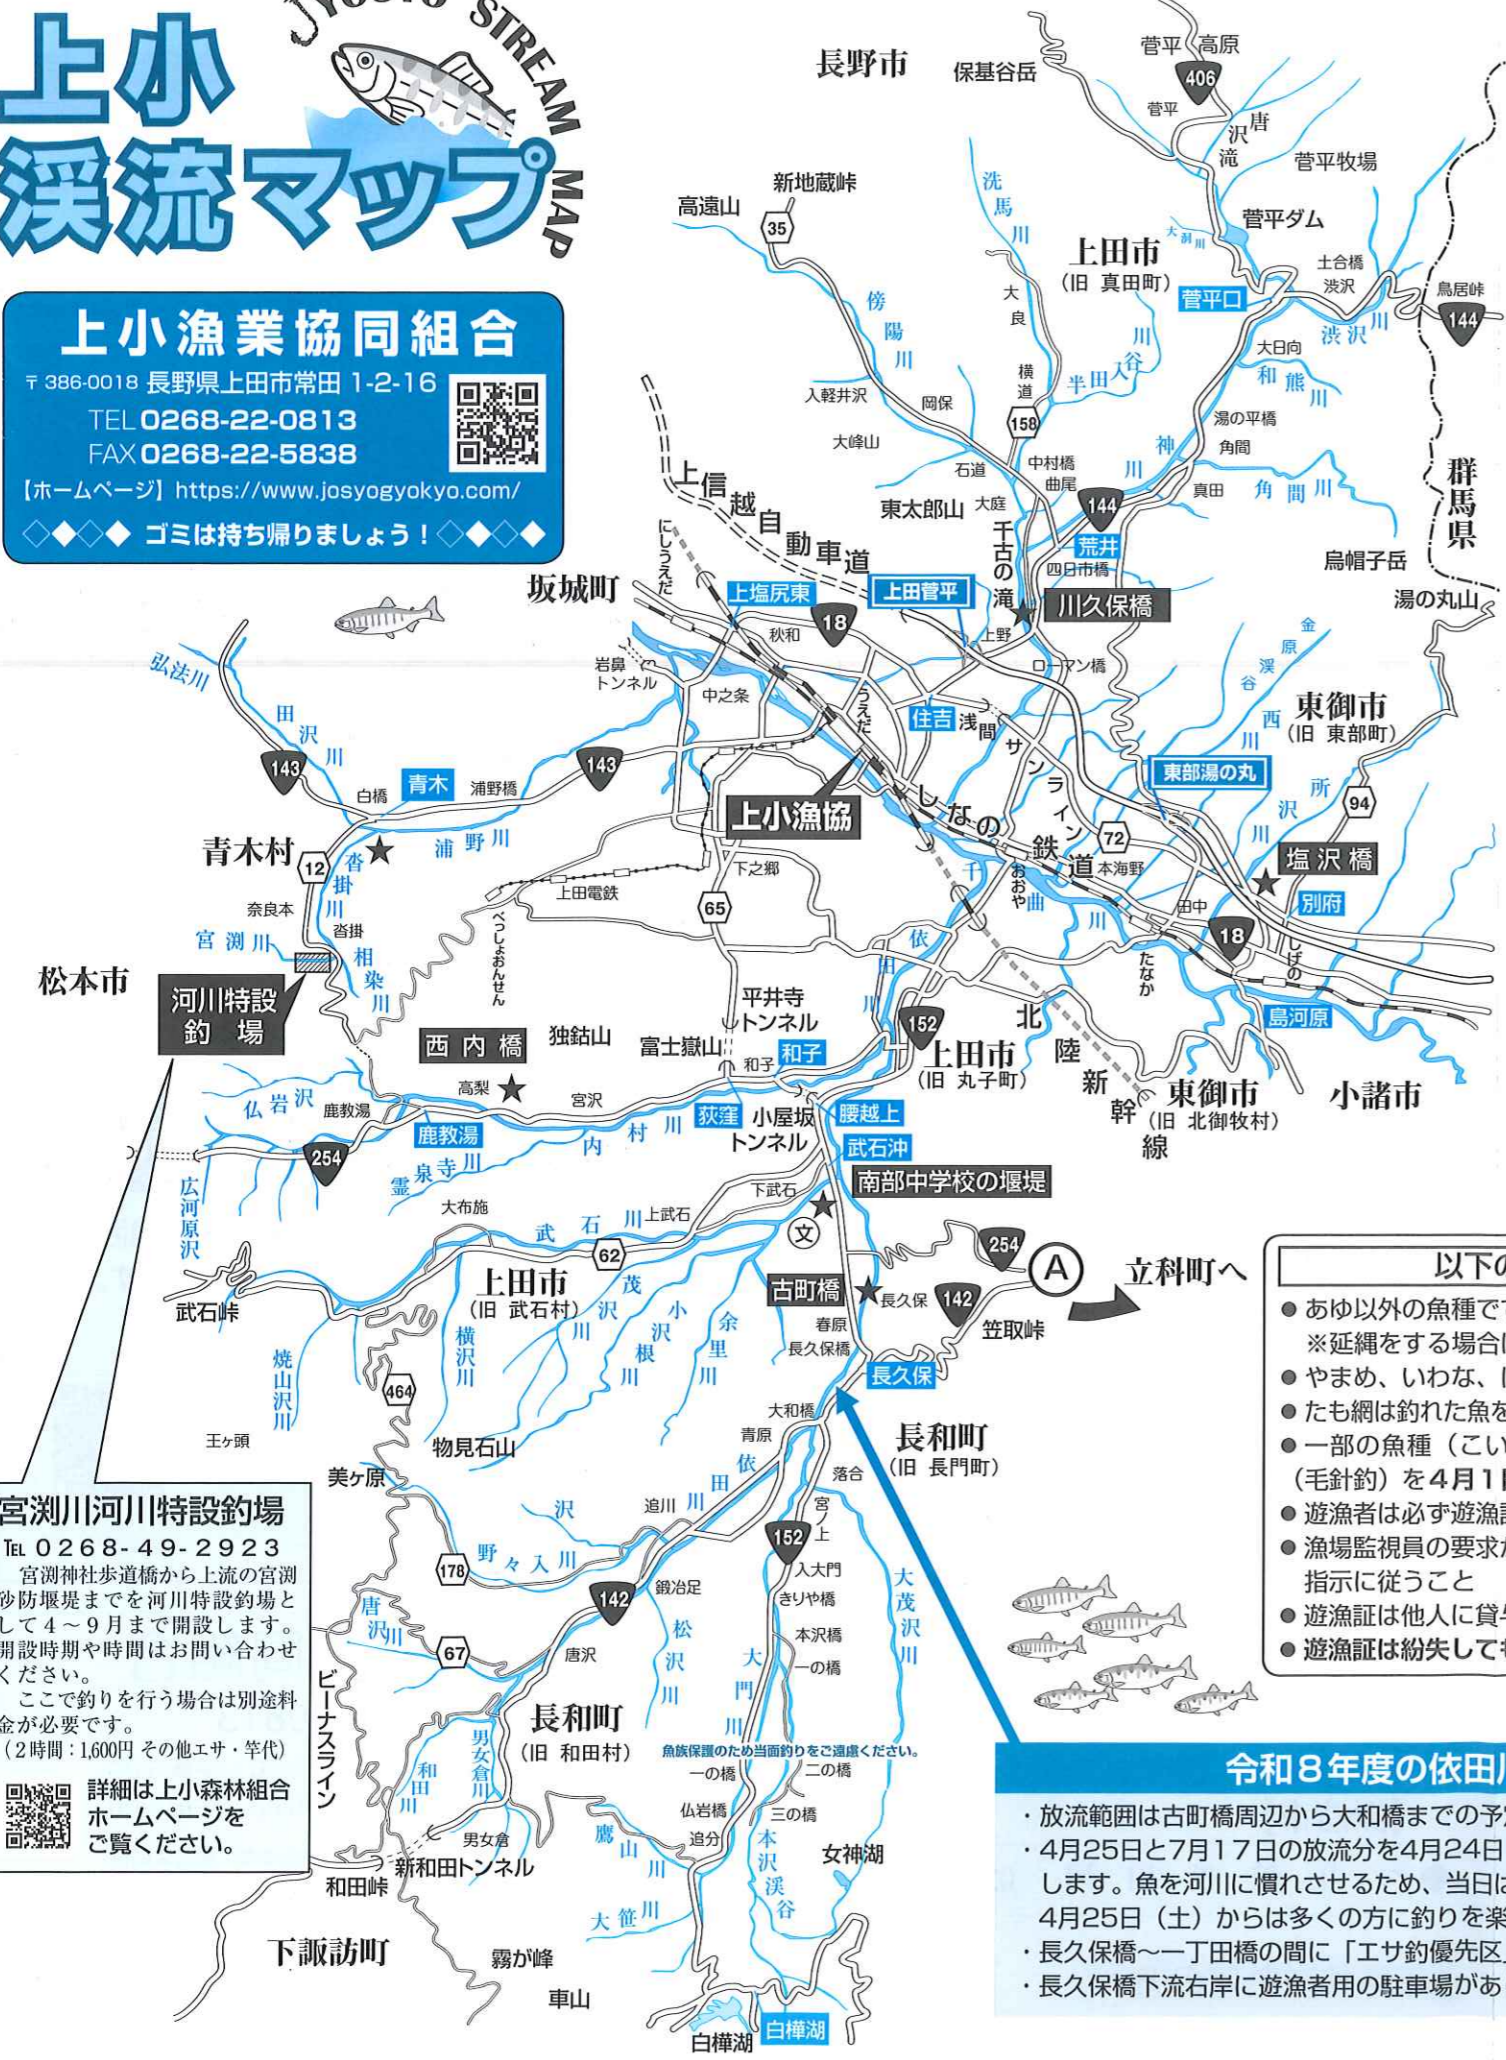 上小
渓流マップ
JYOSYO STREAM MAP
上小漁業協同組合
〒386-0018 長野県上田市常田 1-2-16
TEL 0268-22-0813
FAX 0268-22-5838
【ホームページ】https://www.josyogyokyo.com/
◇◆◇◆ ゴミは持ち帰りましょう!◇◆◇◆
長野市
保基谷岳
菅平 高原
406
菅平
唐沢滝
菅平牧場
新地蔵峠
高遠山
35
洗馬川
菅平ダム
大洞川
上田市
(旧 真田町)
菅平口
土合橋
渋沢
鳥居峠
144
渋沢川
傍陽川
大良
半田入谷川
大日向
和熊川
横道
入軽井沢
岡保
158
湯の平橋
大峰山
神川
角間
石道
中村橋
曲尾
真田
角間川
群馬県
上信越自動車道
東太郎山
大庭
144
荒井
四日市橋
烏帽子岳
にしうえだ
千古の滝
坂城町
上塩尻東
18
上田菅平
川久保橋
湯の丸山
秋和
上野
金原渓谷
弘法川
岩鼻の
トンネル
ローマン橋
中之条
うえだ
住吉
浅間サンライン
西川
東御市
(旧 東部町)
田沢川
143
143
東部湯の丸
白橋
青木
浦野橋
所沢川
94
上小漁協
しなの鉄道
72
青木村
12
沓掛川
浦野川
塩沢橋
下之郷
千曲川
おおや
本海野
上田電鉄
奈良本
65
田中
別府
宮渕川
沓掛
べっしょおんせん
依田川
18
しげの
松本市
相染川
たなか
河川特設
釣 場
平井寺
トンネル
北陸新幹線
島河原
西内橋
独鈷山
富士嶽山
和子
和子
152
上田市
(旧 丸子町)
東御市
(旧 北御牧村)
小諸市
高梨
宮沢
仏岩沢
鹿教湯
鹿教湯
荻窪
小屋坂
トンネル
腰越上
254
内村川
武石沖
霊泉寺川
南部中学校の堰堤
広河原沢
下武石
大布施
武石川
上武石
文
62
254
A
立科町へ
上田市
(旧 武石村)
茂沢川
古町橋
長久保
142
武石峠
小沢根川
余里川
春原
笠取峠
横沢川
長久保橋
焼山沢川
長久保
464
大和橋
王ヶ頭
物見石山
青原
長和町
(旧 長門町)
美ヶ原
依田川
落合
追川
宮ノ上
沢
152
野々入川
178
入大門
大茂沢川
142
鍛冶足
きりや橋
唐沢川
松沢川
本沢橋
67
唐沢
一の橋
大門川
長和町
(旧 和田村)
ビーナスライン
男女倉川
魚族保護のため当面釣りをご遠慮ください。
一の橋
二の橋
和田川
仏岩橋
三の橋
男女倉
鷹山川
追分
本沢渓谷
女神湖
新和田トンネル
和田峠
大笹川
下諏訪町
霧が峰
車山
白樺湖
白樺湖
宮渕川河川特設釣場
TEL 0268-49-2923
宮渕神社歩道橋から上流の宮渕
砂防堰堤までを河川特設釣場と
して4~9月まで開設します。
開設時期や時間はお問い合わせ
ください。
ここで釣りを行う場合は別途料
金が必要です。
(2時間:1,600円 その他エサ・竿代)
詳細は上小森林組合
ホームページを
ご覧ください。
以下の
●あゆ以外の魚種で
※延縄をする場合
●やまめ、いわな、
●たも網は釣れた魚を
●一部の魚種(こい
(毛針釣)を4月1
●遊漁者は必ず遊漁
●漁場監視員の要求
指示に従うこと
●遊漁証は他人に貸
●遊漁証は紛失しても
令和8年度の依田川
・放流範囲は古町橋周辺から大和橋までの予
・4月25日と7月17日の放流分を4月24日
します。魚を河川に慣れさせるため、当日は
4月25日(土)からは多くの方に釣りを楽
・長久保橋~一丁田橋の間に「エサ釣優先区」
・長久保橋下流右岸に遊漁者用の駐車場があ